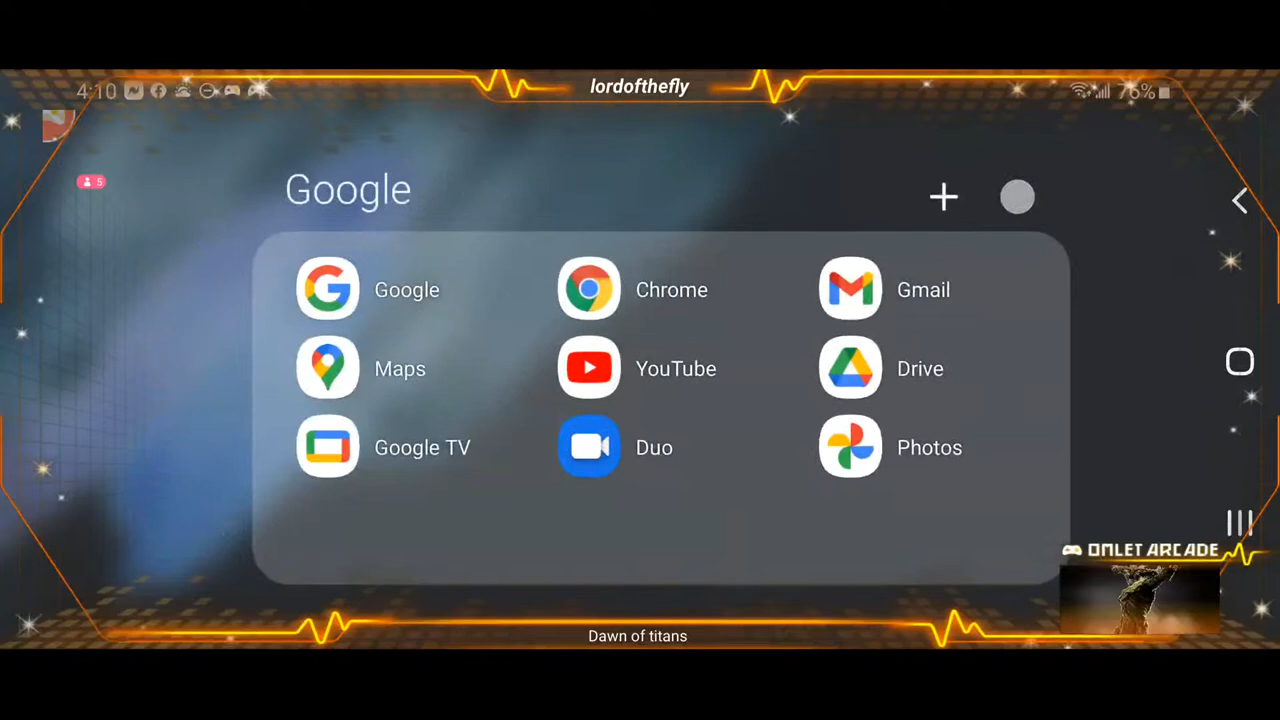 lordofthefly
4:10
76%
5
Google
Google
Chrome
Gmail
Maps
YouTube
Drive
Google TV
Duo
Photos
OMLET ARCADE
Dawn of titans